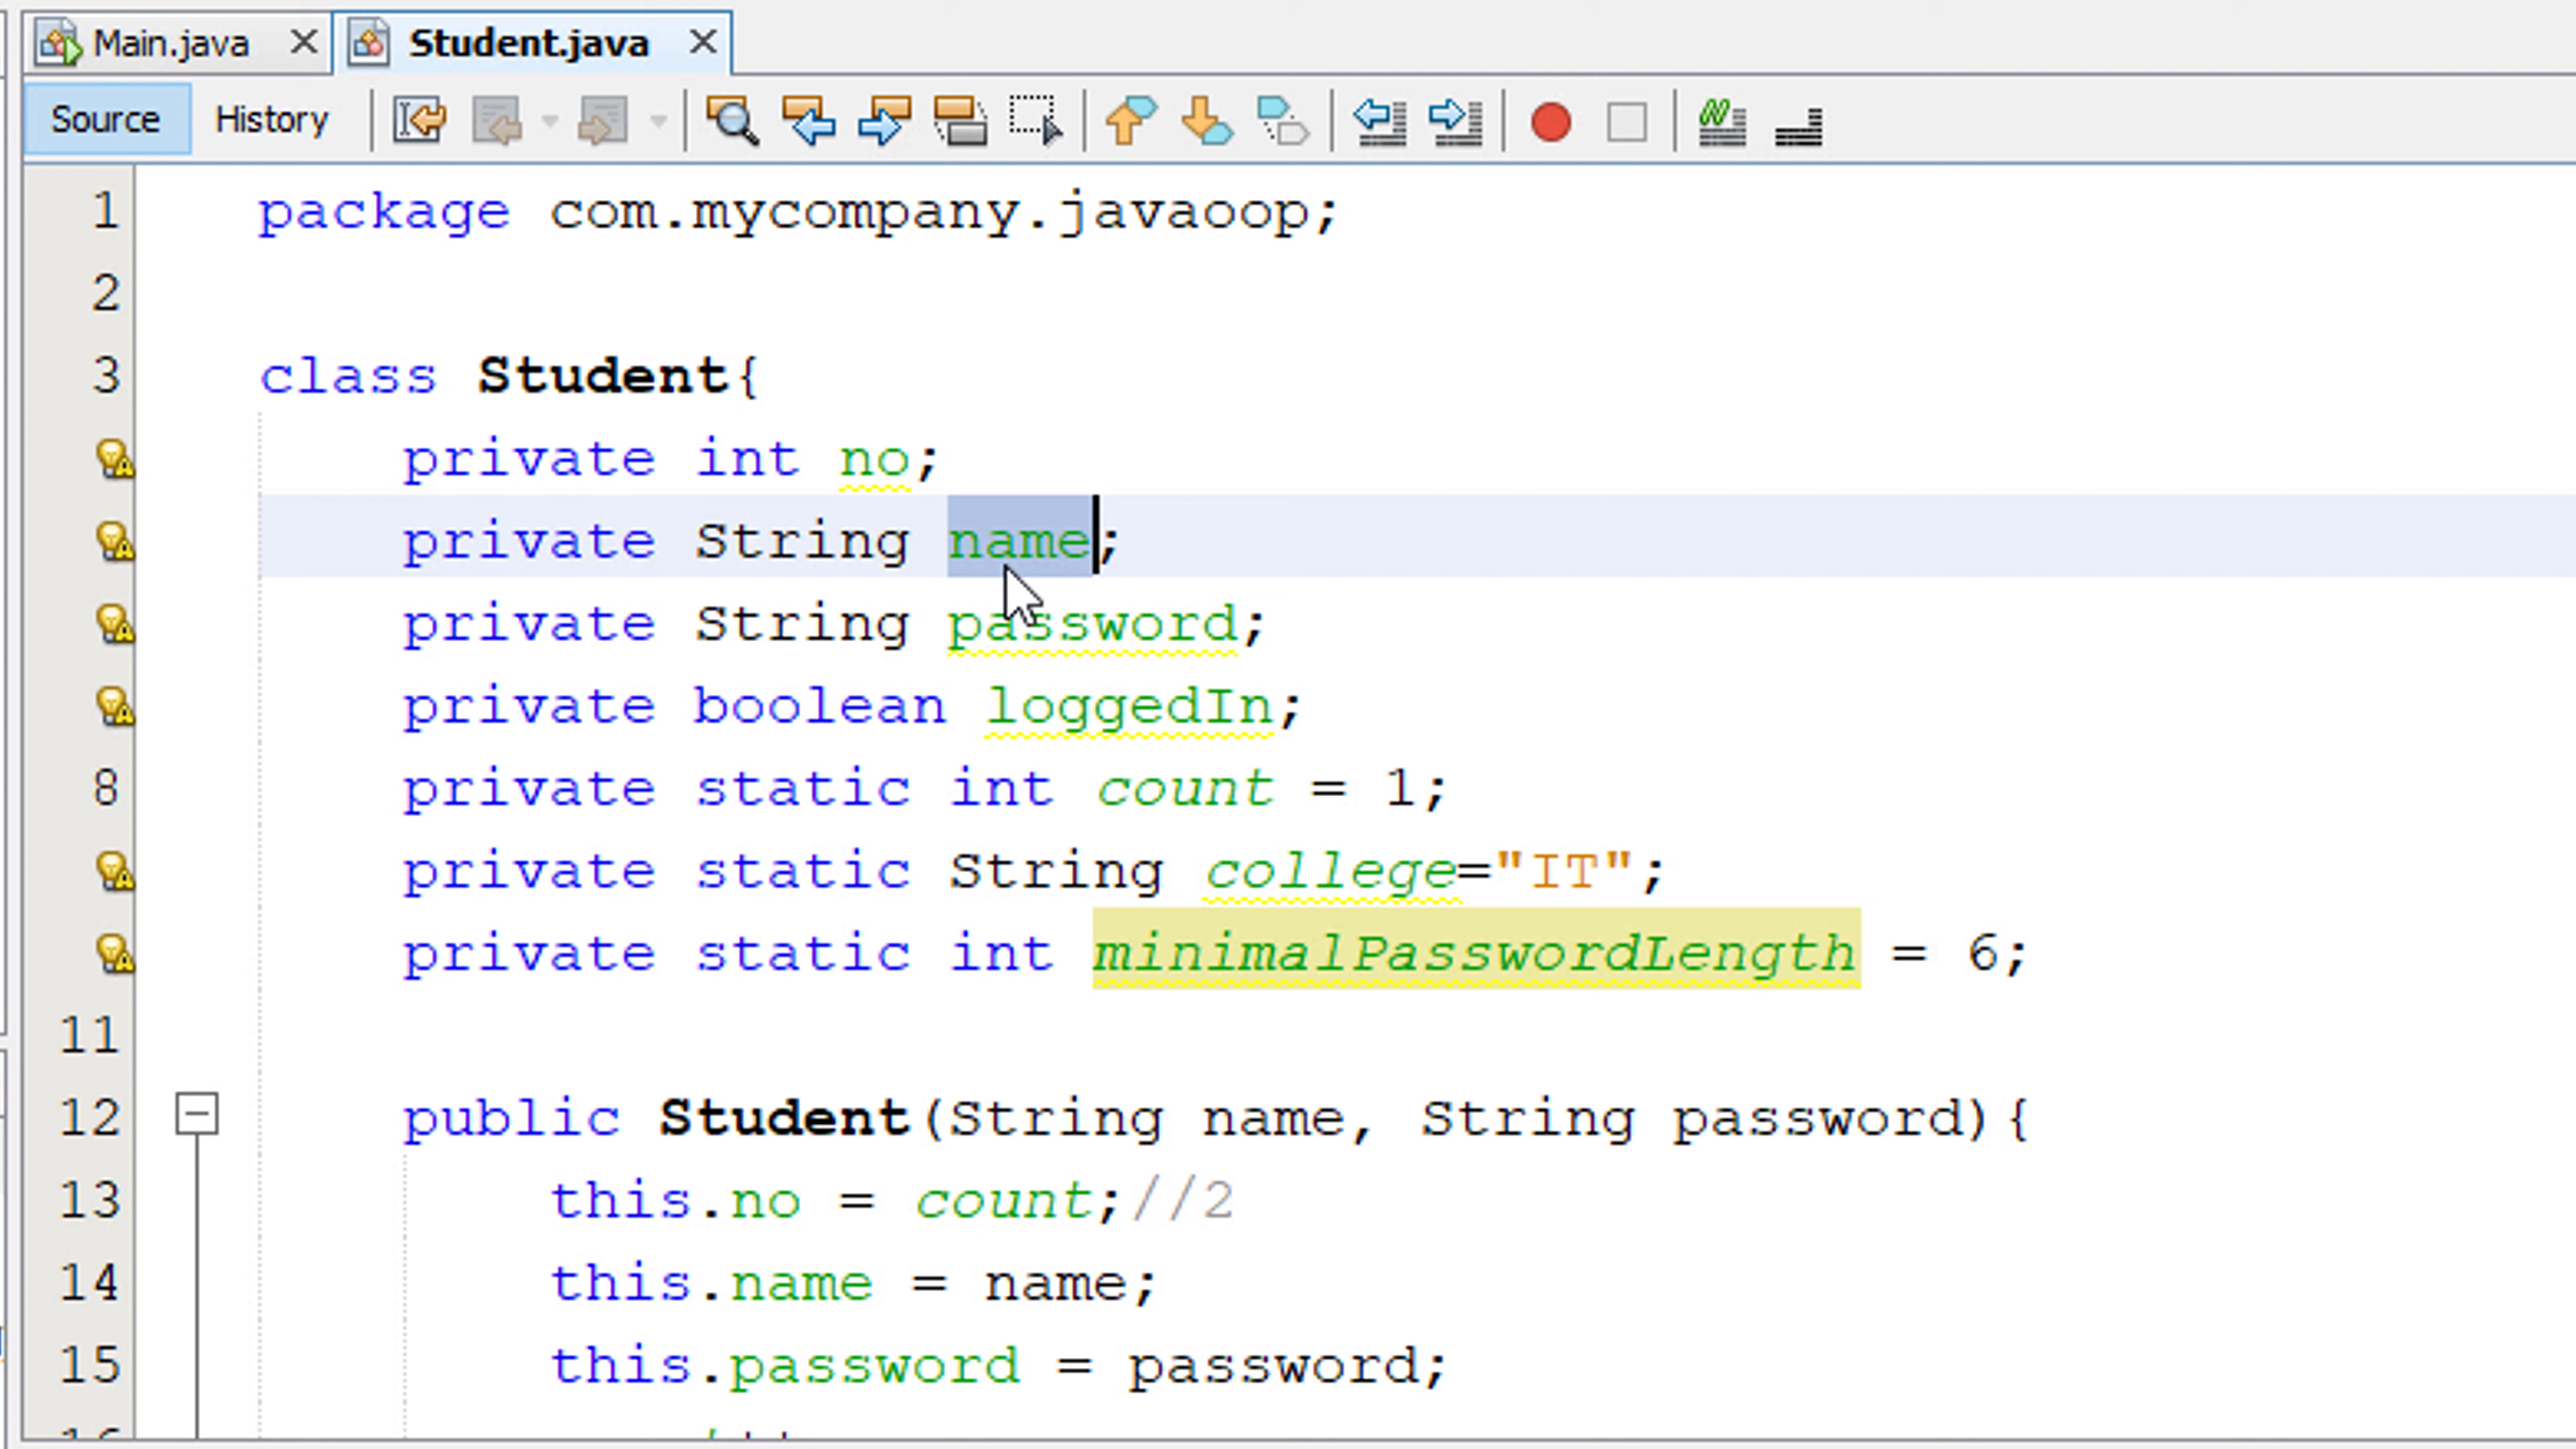 Main.java Student.java
Source History
1 package com.mycompany.javaoop;
2
3 class Student{
private int no;
private String name;
private String password;
private boolean loggedIn;
8 private static int count = 1;
private static String college="IT";
private static int minimalPasswordLength = 6;
11
12 public Student(String name, String password){
13 this.no = count;//2
14 this.name = name;
15 this.password = password;